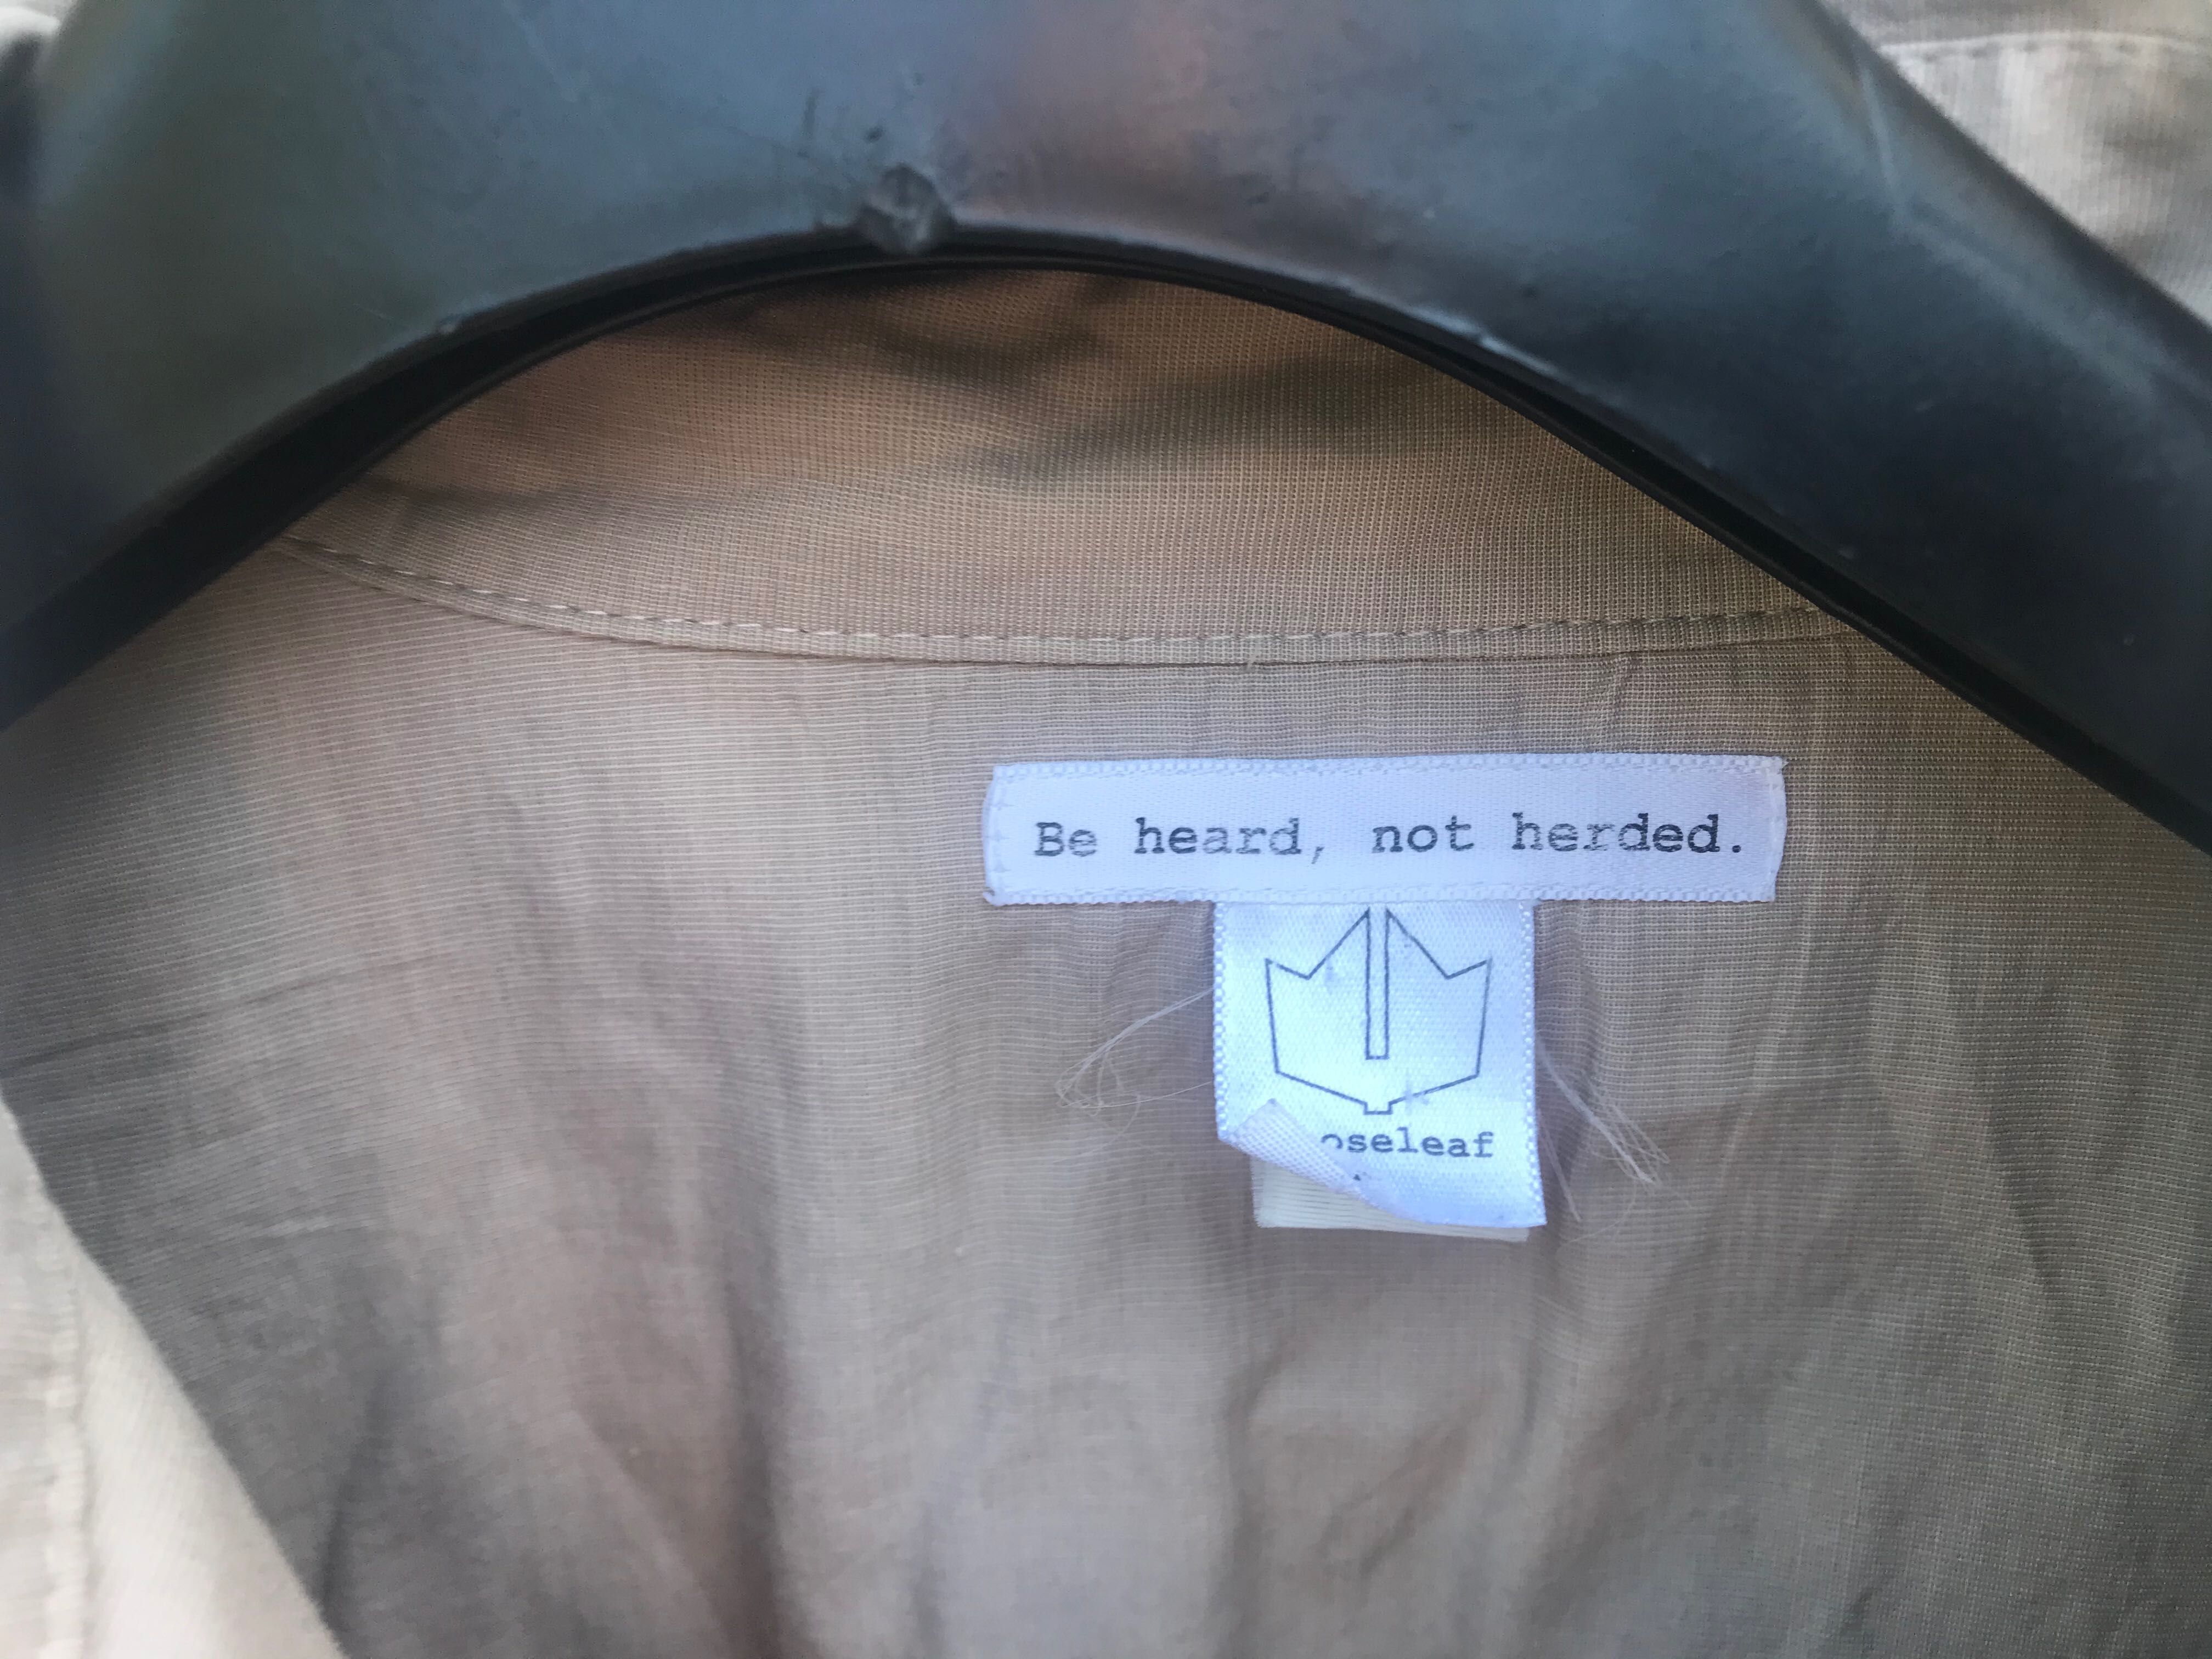 Be heard, not herded.
oseleaf